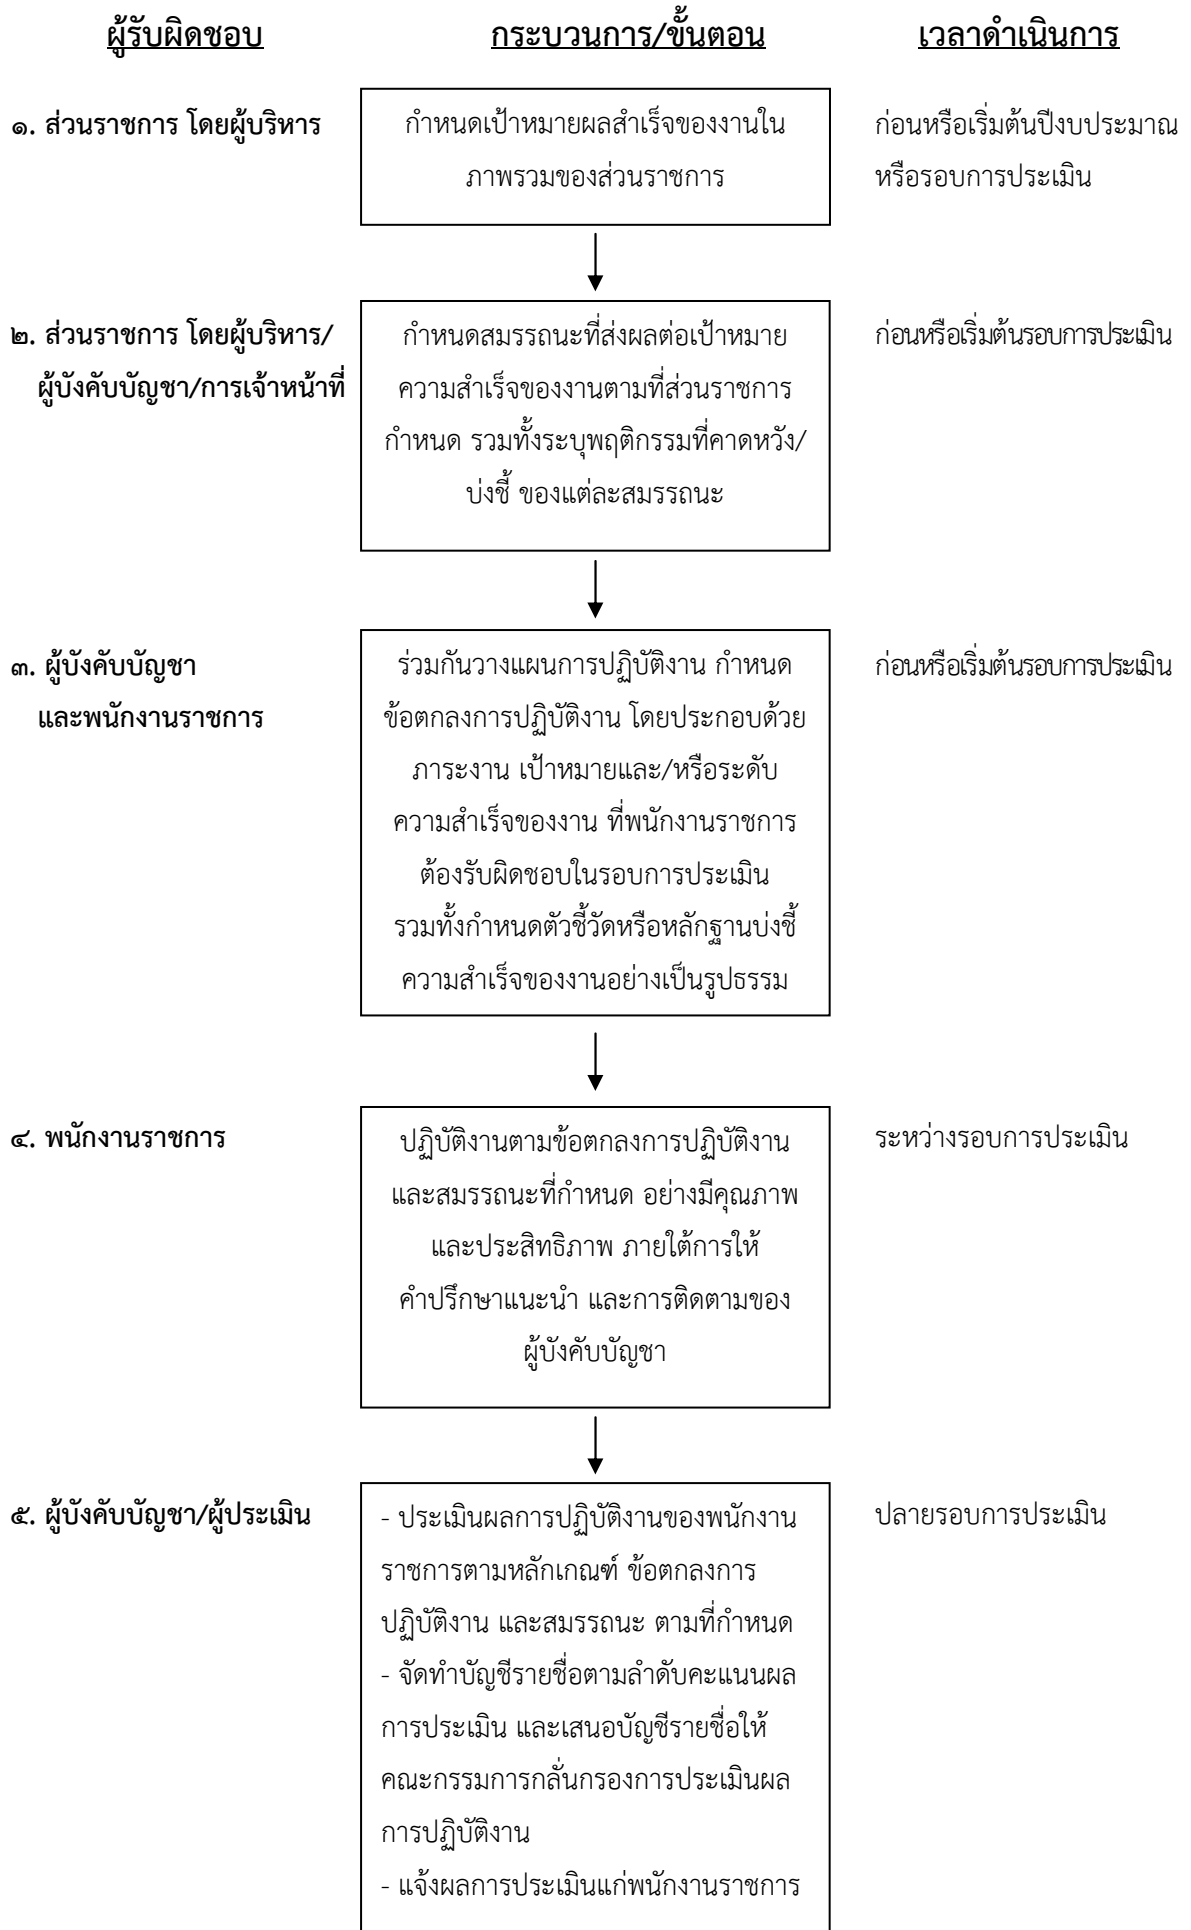 ผู้รับผิดชอบ
กระบวนการ/ขั้นตอน
เวลาดำเนินการ
๑. ส่วนราชการ โดยผู้บริหาร
กำหนดเป้าหมายผลสำเร็จของงานใน
ภาพรวมของส่วนราชการ
ก่อนหรือเริ่มต้นปีงบประมาณ
หรือรอบการประเมิน
๒. ส่วนราชการ โดยผู้บริหาร/
ผู้บังคับบัญชา/การเจ้าหน้าที่
กำหนดสมรรถนะที่ส่งผลต่อเป้าหมาย
ความสำเร็จของงานตามที่ส่วนราชการ
กำหนด รวมทั้งระบุพฤติกรรมที่คาดหวัง/
บ่งชี้ ของแต่ละสมรรถนะ
ก่อนหรือเริ่มต้นรอบการประเมิน
๓. ผู้บังคับบัญชา
และพนักงานราชการ
ร่วมกันวางแผนการปฏิบัติงาน กำหนด
ข้อตกลงการปฏิบัติงาน โดยประกอบด้วย
ภาระงาน เป้าหมายและ/หรือระดับ
ความสำเร็จของงาน ที่พนักงานราชการ
ต้องรับผิดชอบในรอบการประเมิน
รวมทั้งกำหนดตัวชี้วัดหรือหลักฐานบ่งชี้
ความสำเร็จของงานอย่างเป็นรูปธรรม
ก่อนหรือเริ่มต้นรอบการประเมิน
๔. พนักงานราชการ
ปฏิบัติงานตามข้อตกลงการปฏิบัติงาน
และสมรรถนะที่กำหนด อย่างมีคุณภาพ
และประสิทธิภาพ ภายใต้การให้
คำปรึกษาแนะนำ และการติดตามของ
ผู้บังคับบัญชา
ระหว่างรอบการประเมิน
๕. ผู้บังคับบัญชา/ผู้ประเมิน
- ประเมินผลการปฏิบัติงานของพนักงาน
ราชการตามหลักเกณฑ์ ข้อตกลงการ
ปฏิบัติงาน และสมรรถนะ ตามที่กำหนด
- จัดทำบัญชีรายชื่อตามลำดับคะแนนผล
การประเมิน และเสนอบัญชีรายชื่อให้
คณะกรรมการกลั่นกรองการประเมินผล
การปฏิบัติงาน
- แจ้งผลการประเมินแก่พนักงานราชการ
ปลายรอบการประเมิน